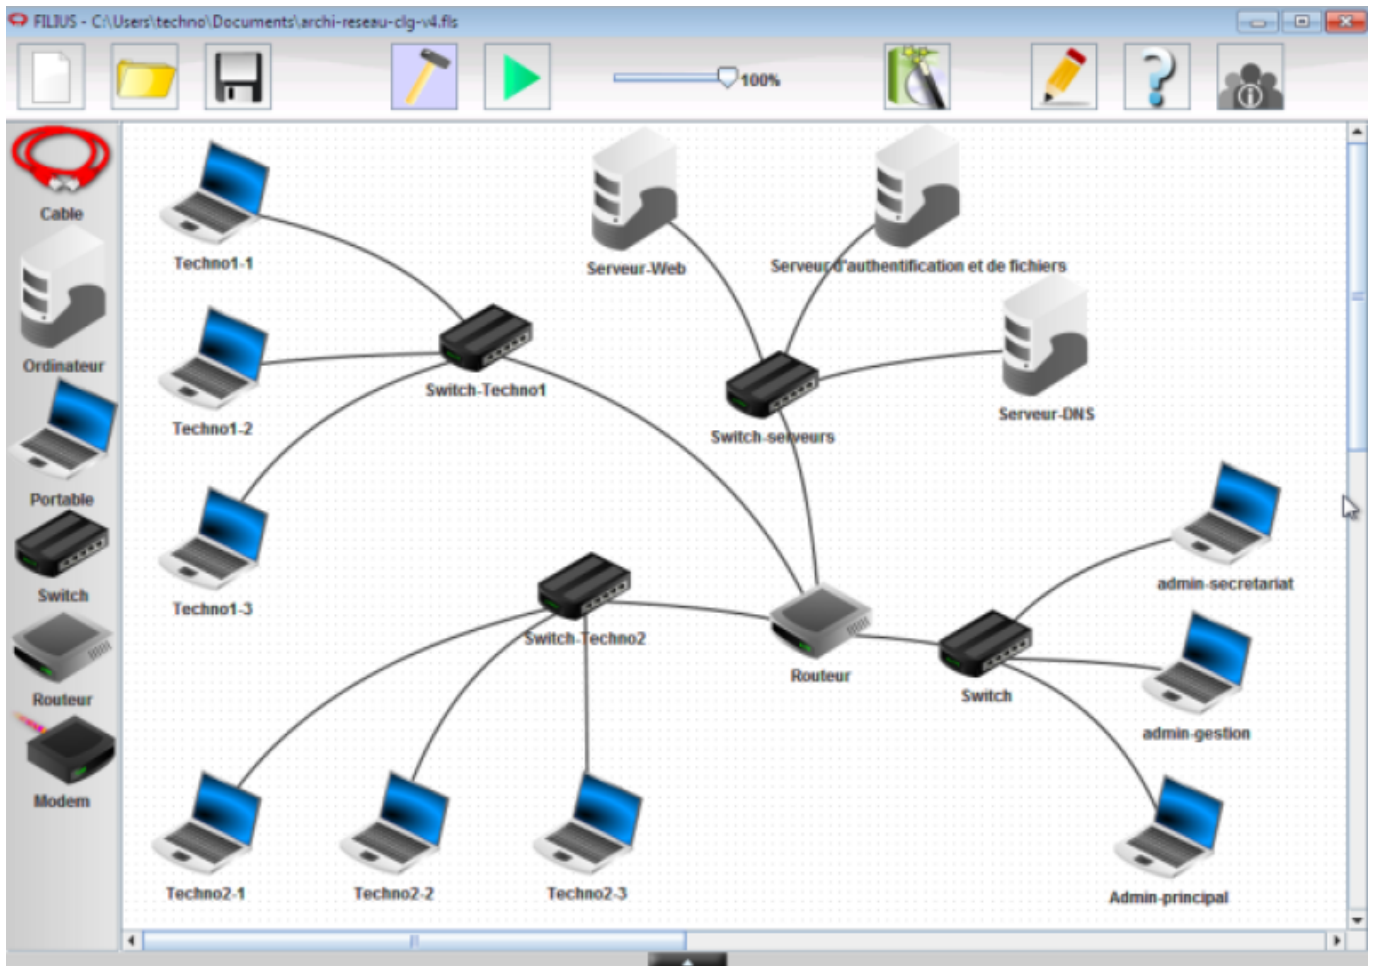 FILIUS - C:\Users\techno\Documents\archi-reseau-clg-v4.fls
100%
Cable
Ordinateur
Portable
Switch
Routeur
Modem
Techno1-1
Serveur-Web
Serveur d'authentification et de fichiers
Techno1-2
Switch-Techno1
Switch-serveurs
Serveur-DNS
Techno1-3
Switch-Techno2
admin-secretariat
Routeur
Switch
admin-gestion
Techno2-1
Techno2-2
Techno2-3
Admin-principal